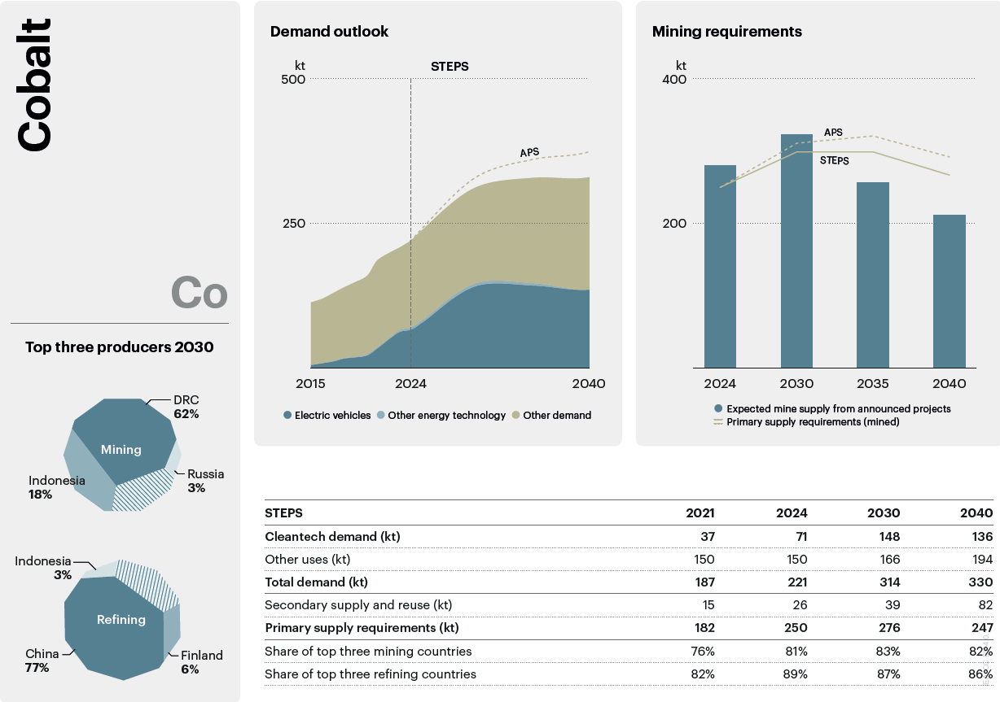 Cobalt
Co
Top three producers 2030
DRC
62%
Mining
Indonesia
18%
Russia
3%
Indonesia
3%
Refining
China
77%
Finland
6%
Demand outlook
kt
500
STEPS
APS
250
2015 2024 2040
Electric vehicles Other energy technology Other demand
Mining requirements
kt
400
APS
STEPS
200
2024 2030 2035 2040
Expected mine supply from announced projects
Primary supply requirements (mined)
STEPS 2021 2024 2030 2040
Cleantech demand (kt) 37 71 148 136
Other uses (kt) 150 150 166 194
Total demand (kt) 187 221 314 330
Secondary supply and reuse (kt) 15 26 39 82
Primary supply requirements (kt) 182 250 276 247
Share of top three mining countries 76% 81% 83% 82%
Share of top three refining countries 82% 89% 87% 86%